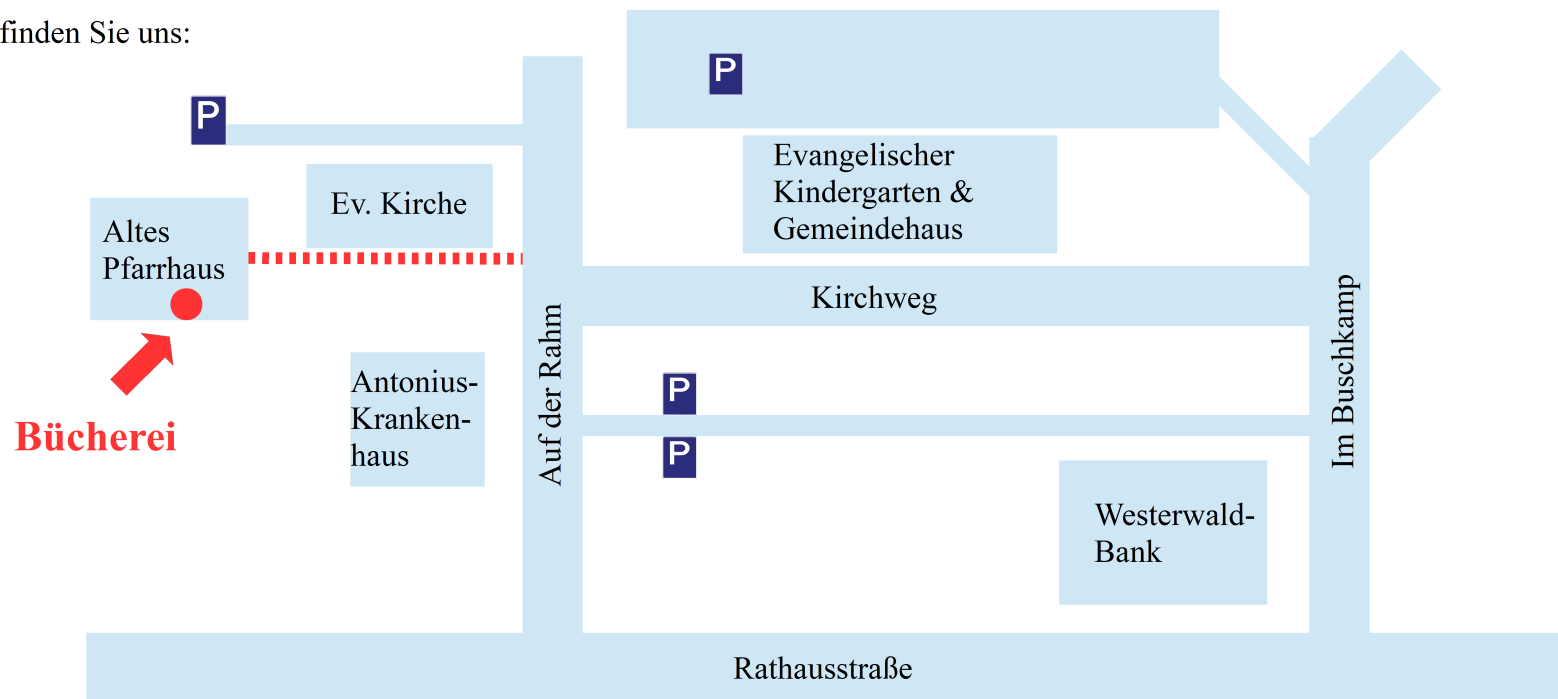 finden Sie uns:
P
P
Evangelischer
Kindergarten &
Gemeindehaus
Ev. Kirche
Altes
Pfarrhaus
Kirchweg
Auf der Rahm
Im Buschkamp
Antonius-
Kranken-
haus
P
P
Bücherei
Westerwald-
Bank
Rathausstraße